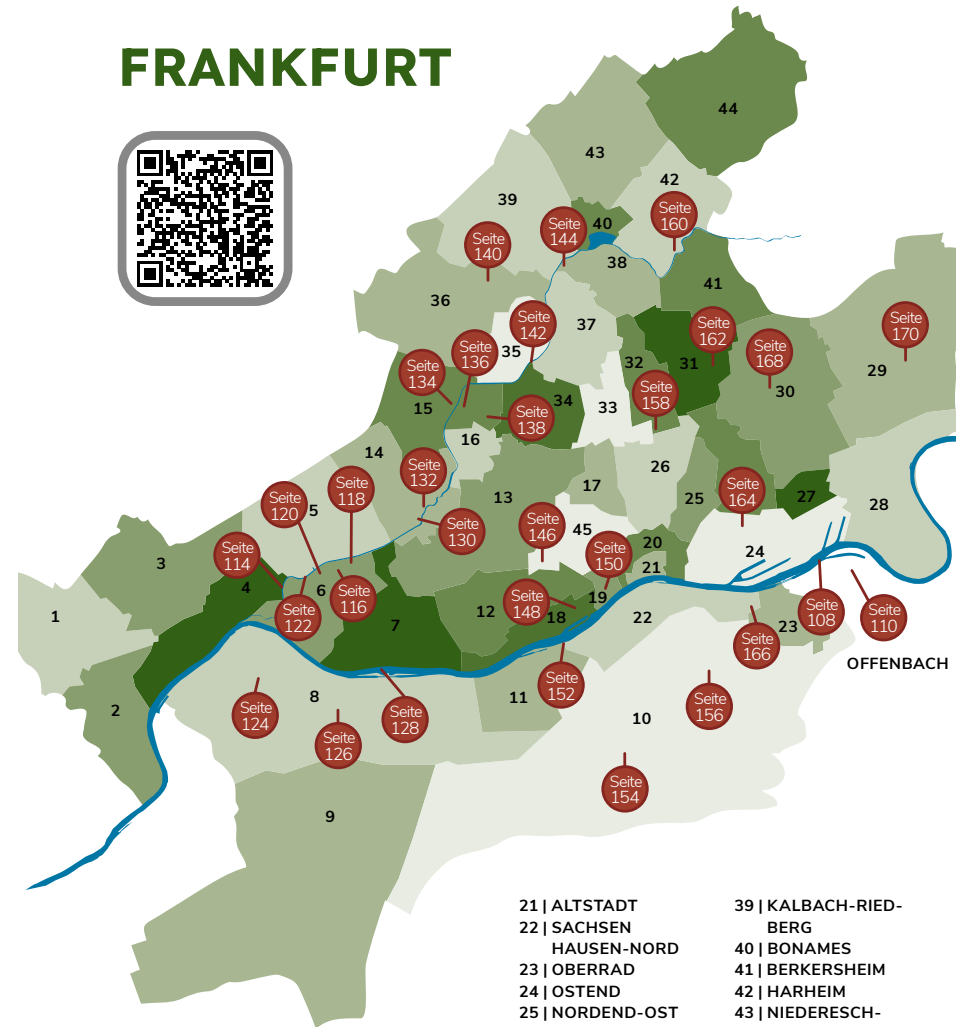 FRANKFURT
44
43
42
39
Seite
160
40
Seite
144
Seite
140
38
41
36
37
Seite
142
Seite
162
Seite
170
35
Seite
136
Seite
168
32
31
29
Seite
134
30
34
Seite
158
15
33
Seite
138
16
14
26
Seite
132
17
Seite
118
13
25
Seite
164
27
Seite
120
5
28
Seite
146
45
Seite
130
20
Seite
114
Seite
150
24
3
21
4
6
Seite
116
19
Seite
148
1
Seite
122
7
12
18
22
Seite
108
Seite
110
23
Seite
166
OFFENBACH
8
Seite
152
11
2
Seite
124
Seite
128
10
Seite
156
Seite
126
Seite
154
9
21 | ALTSTADT
22 | SACHSEN
HAUSEN-NORD
23 | OBERRAD
24 | OSTEND
25 | NORDEND-OST
39 | KALBACH-RIED-
BERG
40 | BONAMES
41 | BERKERSHEIM
42 | HARHEIM
43 | NIEDERESCH-